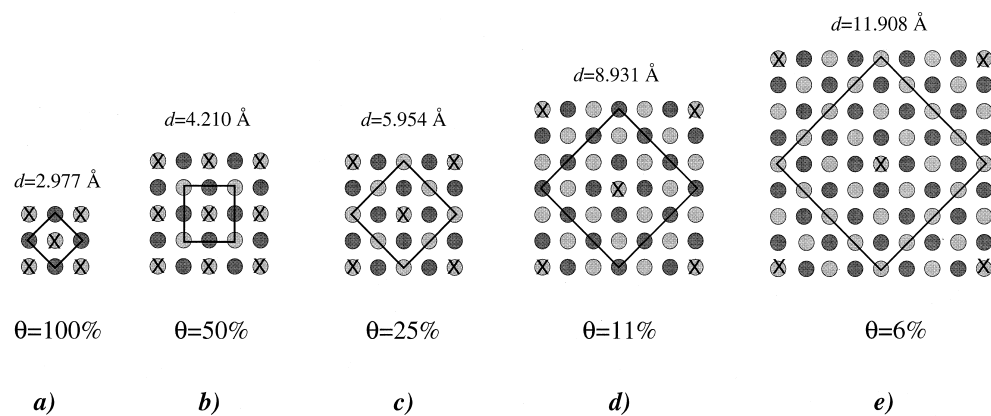 d=2.977 Å
d=4.210 Å
d=5.954 Å
d=8.931 Å
d=11.908 Å
X X X X X
X X X X X X X X X
X X X X X
X X X X X
X X X X X
θ=100%
θ=50%
θ=25%
θ=11%
θ=6%
a)
b)
c)
d)
e)